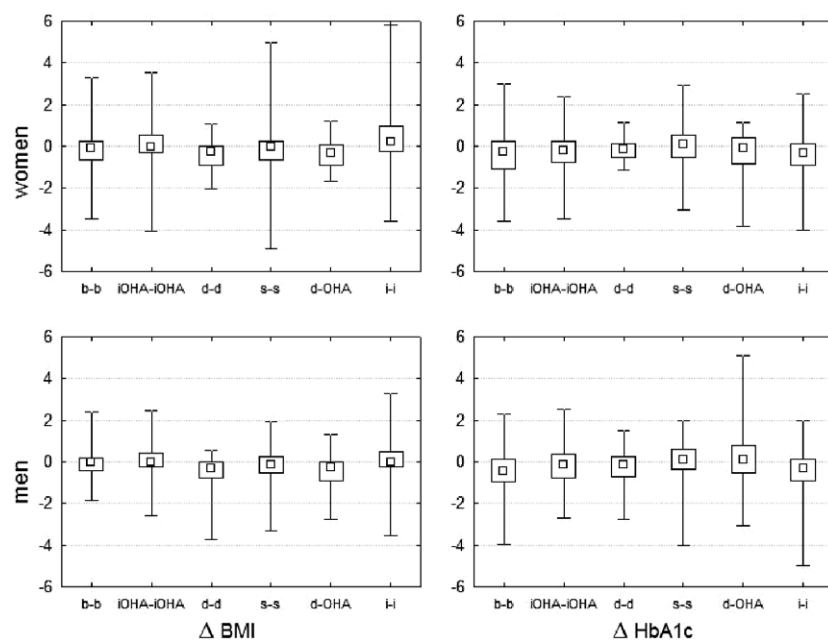 6 6
4 4
2 2
0 0
-2 -2
-4 -4
-6 -6
women
b-b iOHA-iOHA d-d s-s d-OHA i-i b-b iOHA-iOHA d-d s-s d-OHA i-i
6 6
4 4
2 2
0 0
-2 -2
-4 -4
-6 -6
men
b-b iOHA-iOHA d-d s-s d-OHA i-i b-b iOHA-iOHA d-d s-s d-OHA i-i
Δ BMI Δ HbA1c